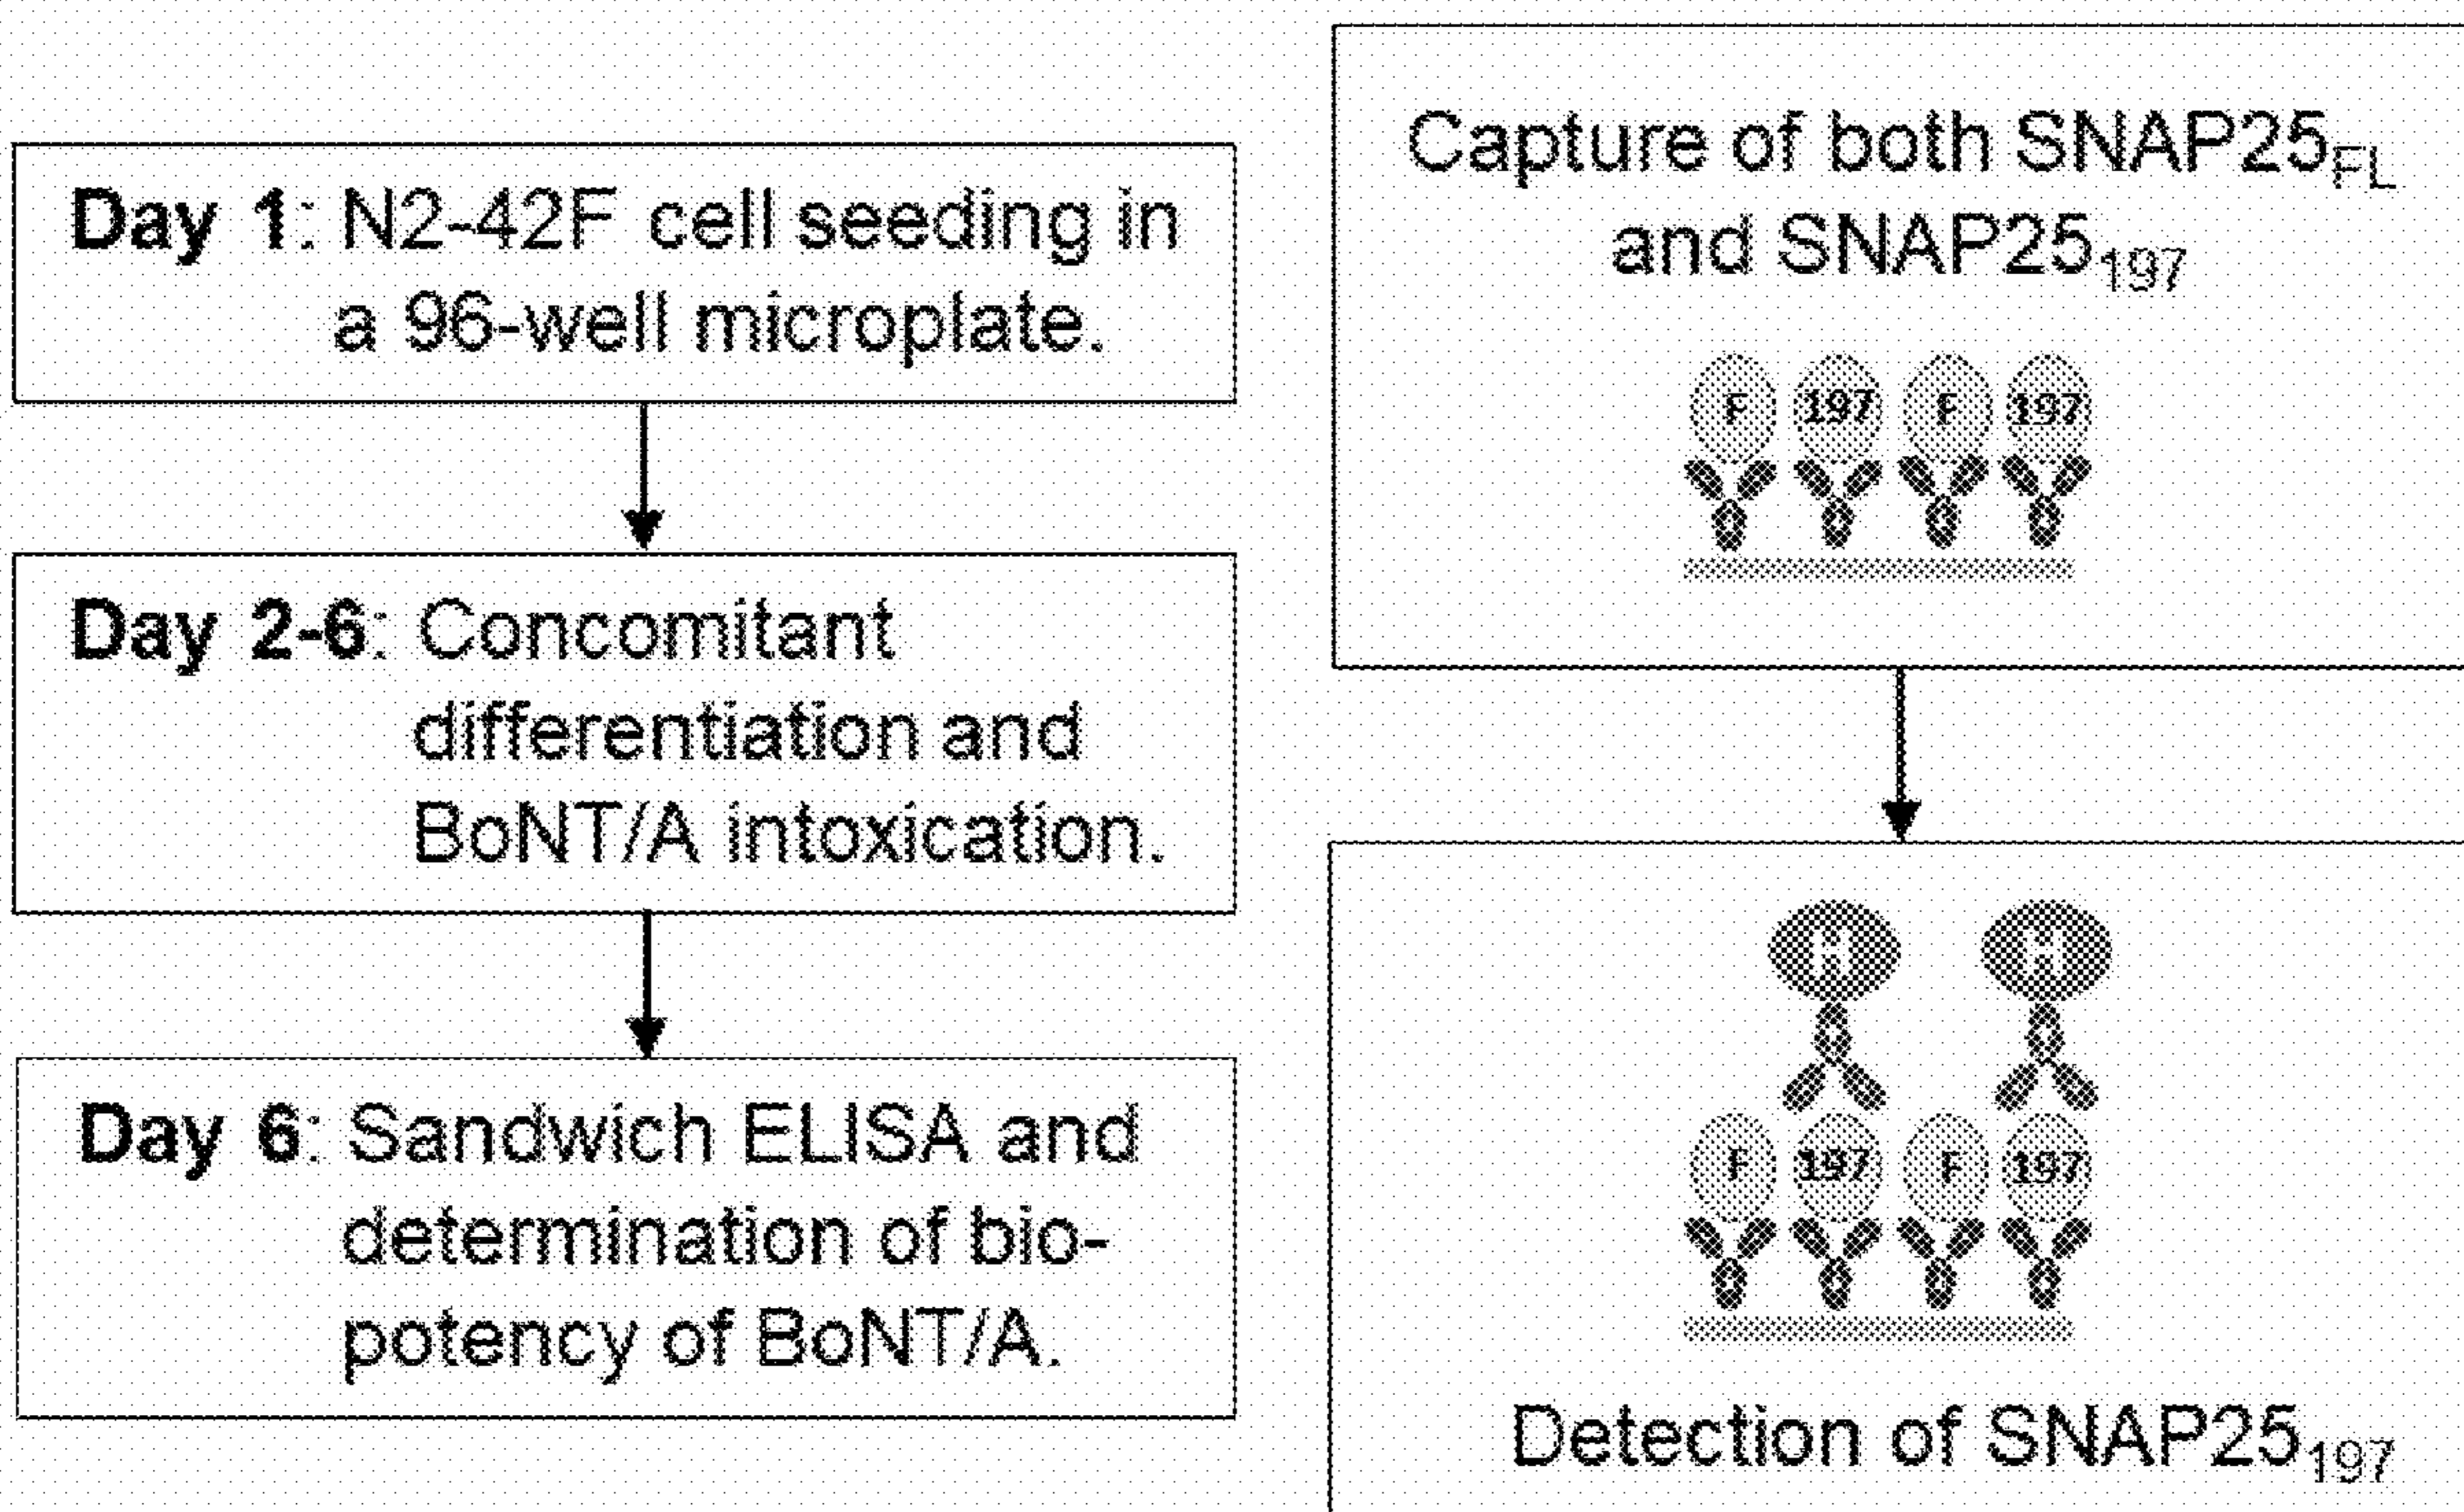 Day 1: N2-42F cell seeding in
a 96-well microplate.
Day 2-6: Concomitant
differentiation and
BoNT/A intoxication.
Day 6: Sandwich ELISA and
determination of bio-
potency of BoNT/A.
Capture of both SNAP25FL
and SNAP25197
F 197 F 197
H H
F 197 F 197
Detection of SNAP25197